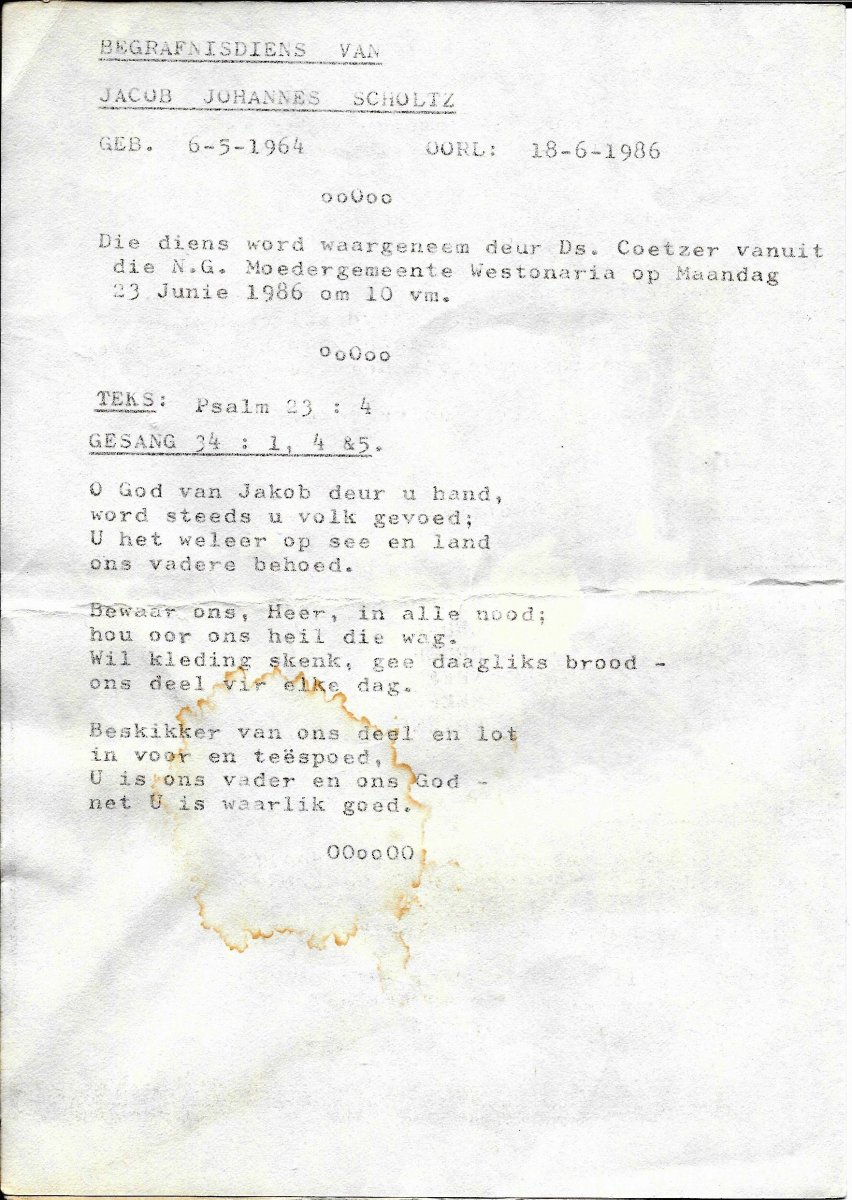 BEGRAFNISDIENS VAN
JACOB JOHANNES SCHOLTZ
GEB. 6-5-1964 OORL: 18-6-1986
ooOoo
Die diens word waargeneem deur Ds. Coetzer vanuit
die N.G. Moedergemeente Westonaria op Maandag
23 Junie 1986 om 10 vm.
ooOoo
TEKS: Psalm 23 : 4
GESANG 34 : 1, 4 &5.
O God van Jakob deur u hand,
word steeds u volk gevoed;
U het weleer op see en land
ons vadere behoed.
Bewaar ons, Heer, in alle nood;
hou oor ons heil die wag.
Wil kleding skenk, gee daagliks brood -
ons deel vir elke dag.
Beskikker van ons deel en lot
in voor en teëspoed,
U is ons vader en ons God -
net U is waarlik goed.
OOooOO